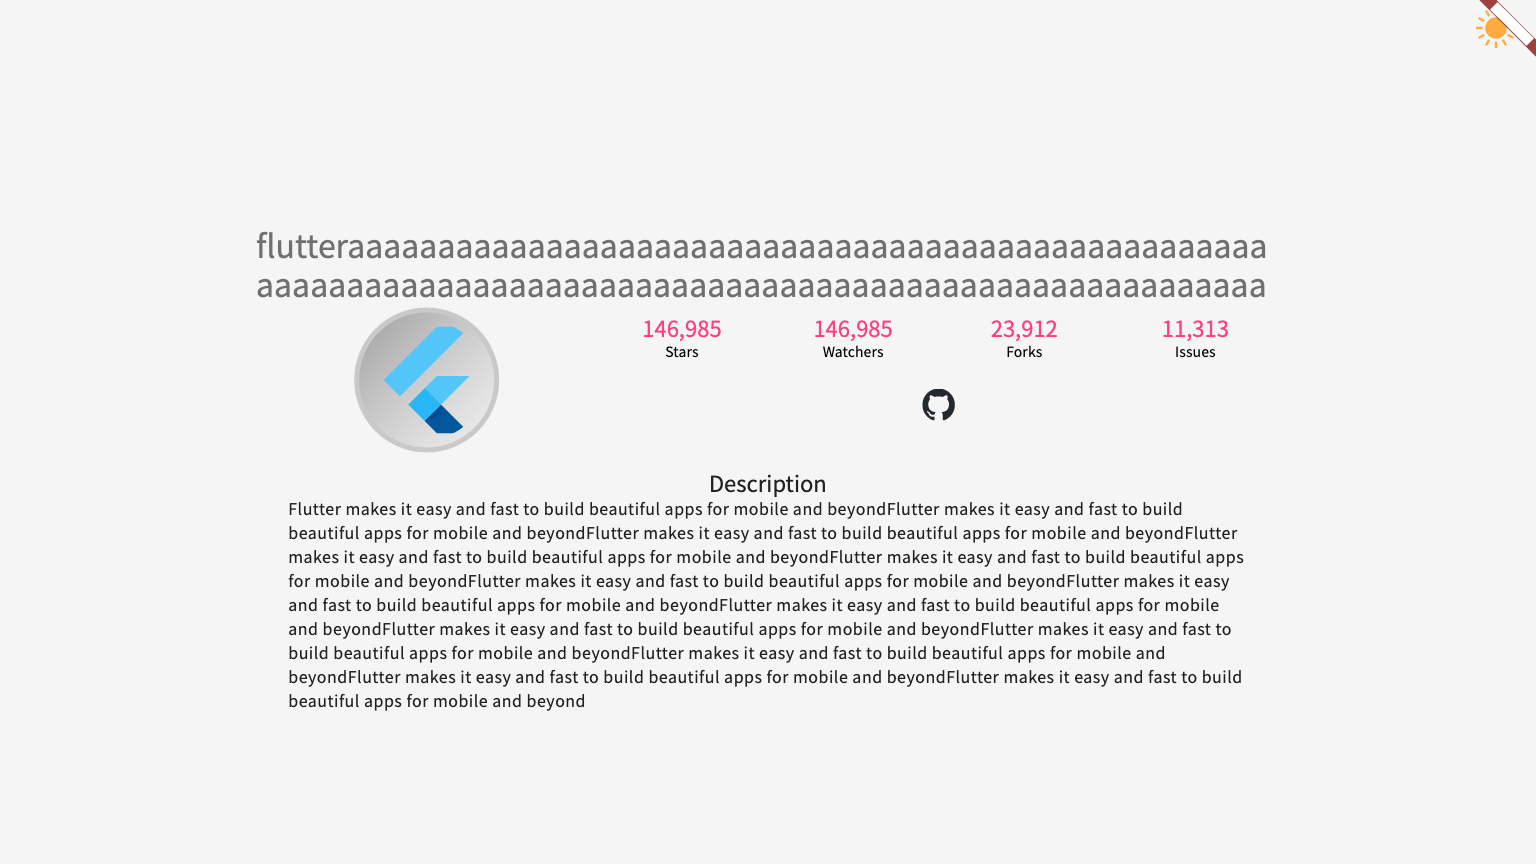 flutteraaaaaaaaaaaaaaaaaaaaaaaaaaaaaaaaaaaaaaaaaaaaaaaaaaa
aaaaaaaaaaaaaaaaaaaaaaaaaaaaaaaaaaaaaaaaaaaaaaaaaaaaaaaa
146,985 146,985 23,912 11,313
Stars Watchers Forks Issues
Description
Flutter makes it easy and fast to build beautiful apps for mobile and beyondFlutter makes it easy and fast to build
beautiful apps for mobile and beyondFlutter makes it easy and fast to build beautiful apps for mobile and beyondFlutter
makes it easy and fast to build beautiful apps for mobile and beyondFlutter makes it easy and fast to build beautiful apps
for mobile and beyondFlutter makes it easy and fast to build beautiful apps for mobile and beyondFlutter makes it easy
and fast to build beautiful apps for mobile and beyondFlutter makes it easy and fast to build beautiful apps for mobile
and beyondFlutter makes it easy and fast to build beautiful apps for mobile and beyondFlutter makes it easy and fast to
build beautiful apps for mobile and beyondFlutter makes it easy and fast to build beautiful apps for mobile and
beyondFlutter makes it easy and fast to build beautiful apps for mobile and beyondFlutter makes it easy and fast to build
beautiful apps for mobile and beyond